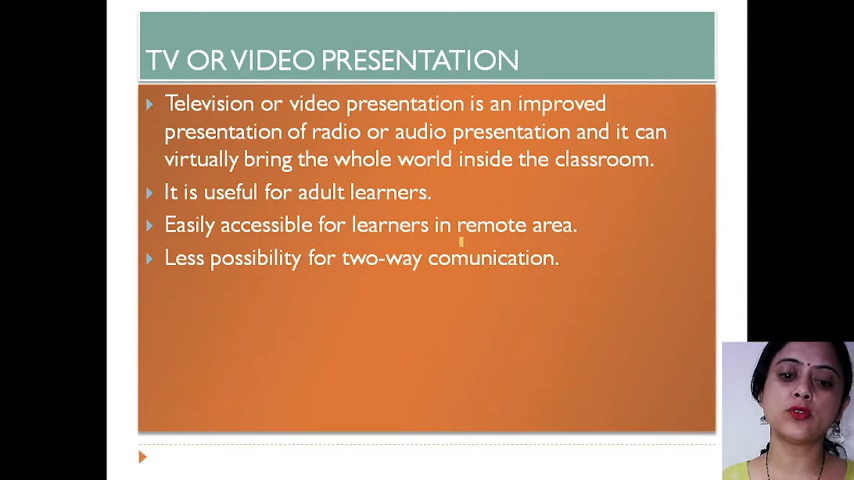 TV OR VIDEO PRESENTATION
Television or video presentation is an improved
presentation of radio or audio presentation and it can
virtually bring the whole world inside the classroom.
It is useful for adult learners.
Easily accessible for learners in remote area.
Less possibility for two-way comunication.